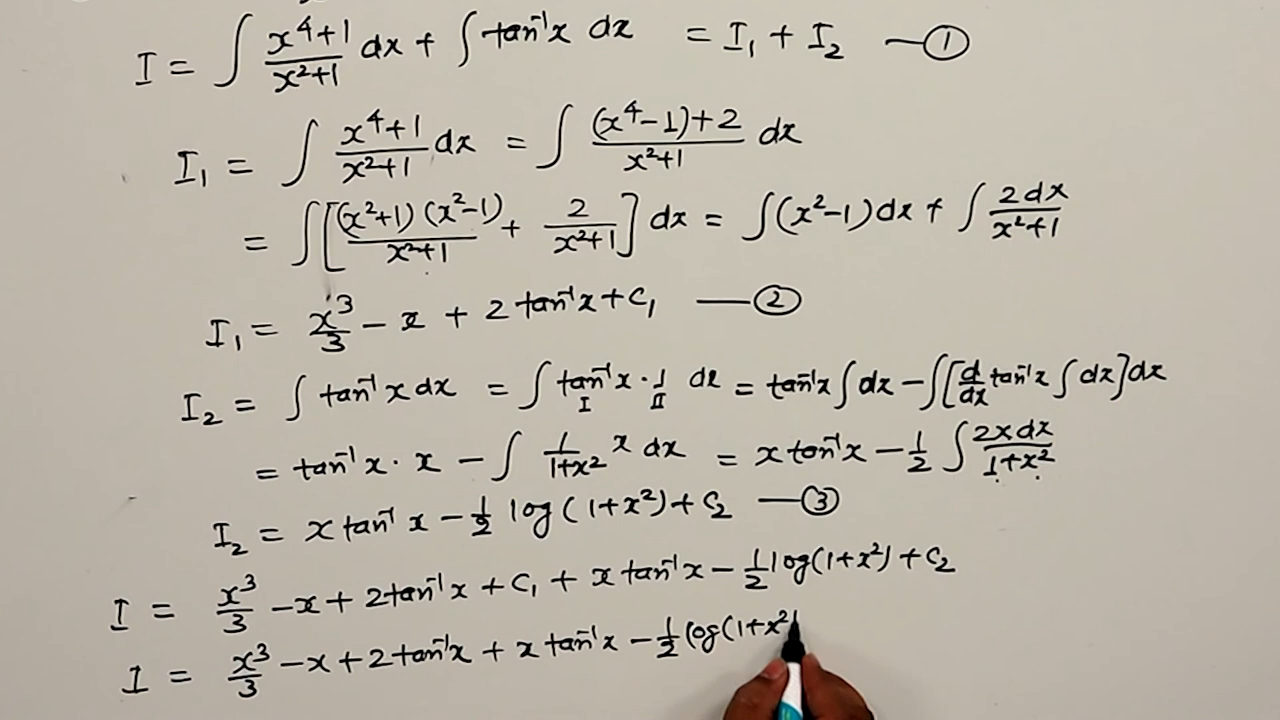 I = ∫ x⁴+1/x²+1 dx + ∫ tan⁻¹x dx = I₁ + I₂ —①
I₁ = ∫ x⁴+1/x²+1 dx = ∫ (x⁴-1)+2/x²+1 dx
= ∫[(x²+1)(x²-1)/x²+1 + 2/x²+1] dx = ∫(x²-1)dx + ∫ 2dx/x²+1
I₁ = x³/3 - x + 2 tan⁻¹x + C₁ —②
I₂ = ∫ tan⁻¹x dx = ∫ tan⁻¹x · 1 dx = tan⁻¹x ∫ dx - ∫[d/dx tan⁻¹x ∫ dx] dx
I II
= tan⁻¹x · x - ∫ 1/1+x² x dx = x tan⁻¹x - 1/2 ∫ 2x dx/1+x²
I₂ = x tan⁻¹x - 1/2 log(1+x²) + C₂ —③
I = x³/3 - x + 2 tan⁻¹x + C₁ + x tan⁻¹x - 1/2 log(1+x²) + C₂
I = x³/3 - x + 2 tan⁻¹x + x tan⁻¹x - 1/2 log(1+x²